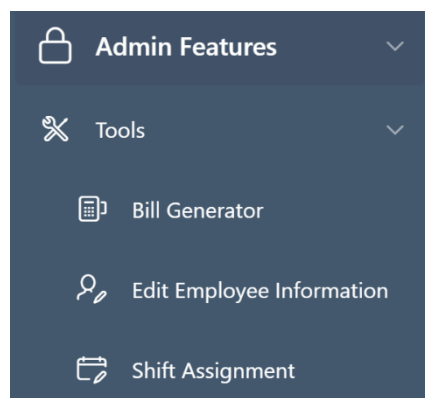 Admin Features
Tools
Bill Generator
Edit Employee Information
Shift Assignment